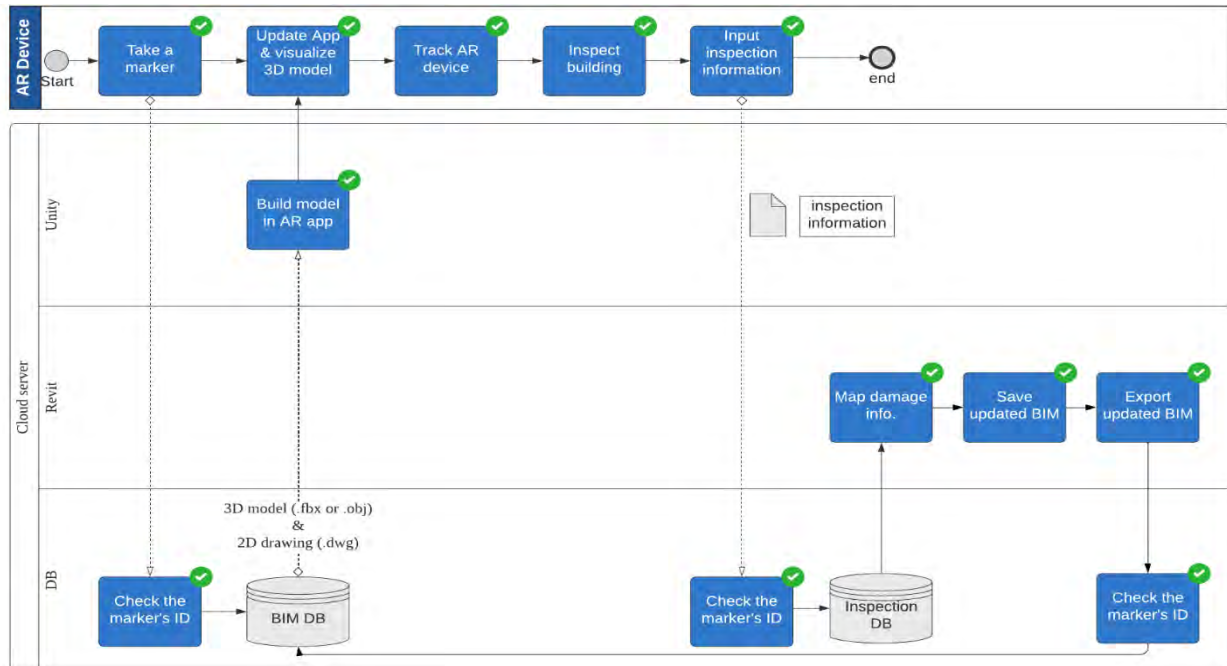 AR Device
Start
Take a
marker
Update App
& visualize
3D model
Track AR
device
Inspect
building
Input
inspection
information
end
Cloud server
Unity
Build model
in AR app
inspection
information
Revit
Map damage
info.
Save
updated BIM
Export
updated BIM
DB
3D model (.fbx or .obj)
&
2D drawing (.dwg)
Check the
marker's ID
BIM DB
Check the
marker's ID
Inspection
DB
Check the
marker's ID